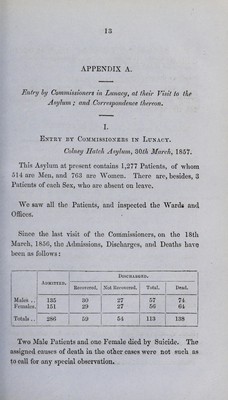 13
APPENDIX A.
Entry by Commissioners in Lunacy, at their Visit to the
Asylum; and Correspondence thereon.
I.
Entry by Commissioners in Lunacy.
Colney Hatch Asylum, 30th March, 1857.
This Asylum at present contains 1,277 Patients, of whom
514 are Men, and 763 are Women. There are, besides, 3
Patients of each Sex, who are absent on leave.
We saw all the Patients, and inspected the Wards and
Offices.
Since the last visit of the Commissioners, on the 18th
March, 1856, the Admissions, Discharges, and Deaths have
been as follows:
Admitted. Discharged.
Recovered. Not Recovered. Total. Dead.
Males .. 135 30 27 57 74
Females. 151 29 27 56 64
Totals .. 286 59 54 113 138
Two Male Patients and one Female died by Suicide. The
assigned causes of death in the other cases were not such as
to call for any special observation.